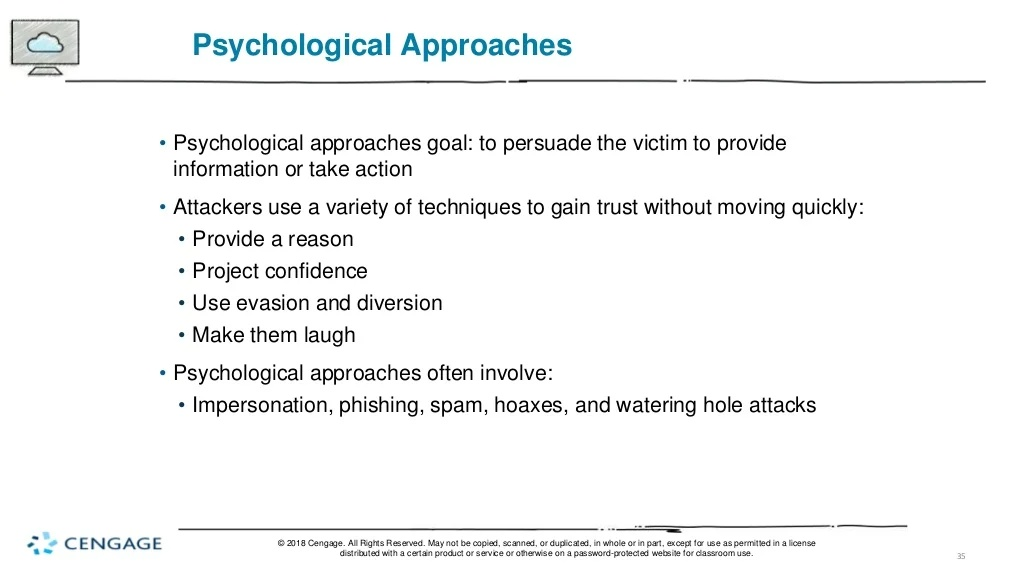 Psychological Approaches
• Psychological approaches goal: to persuade the victim to provide
information or take action
• Attackers use a variety of techniques to gain trust without moving quickly:
• Provide a reason
• Project confidence
• Use evasion and diversion
• Make them laugh
• Psychological approaches often involve:
• Impersonation, phishing, spam, hoaxes, and watering hole attacks
CENGAGE
© 2018 Cengage. All Rights Reserved. May not be copied, scanned, or duplicated, in whole or in part, except for use as permitted in a license
distributed with a certain product or service or otherwise on a password-protected website for classroom use.
35